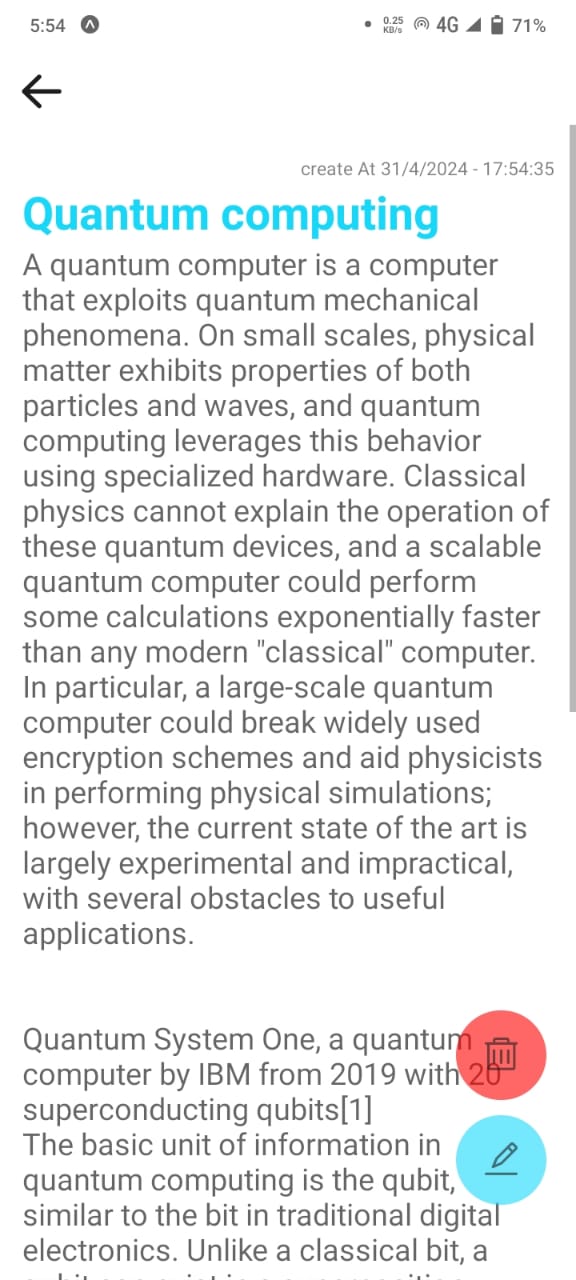 5:54
0.25
KB/s
4G
71%
create At 31/4/2024 - 17:54:35
Quantum computing
A quantum computer is a computer
that exploits quantum mechanical
phenomena. On small scales, physical
matter exhibits properties of both
particles and waves, and quantum
computing leverages this behavior
using specialized hardware. Classical
physics cannot explain the operation of
these quantum devices, and a scalable
quantum computer could perform
some calculations exponentially faster
than any modern "classical" computer.
In particular, a large-scale quantum
computer could break widely used
encryption schemes and aid physicists
in performing physical simulations;
however, the current state of the art is
largely experimental and impractical,
with several obstacles to useful
applications.
Quantum System One, a quantum
computer by IBM from 2019 with 20
superconducting qubits[1]
The basic unit of information in
quantum computing is the qubit,
similar to the bit in traditional digital
electronics. Unlike a classical bit, a